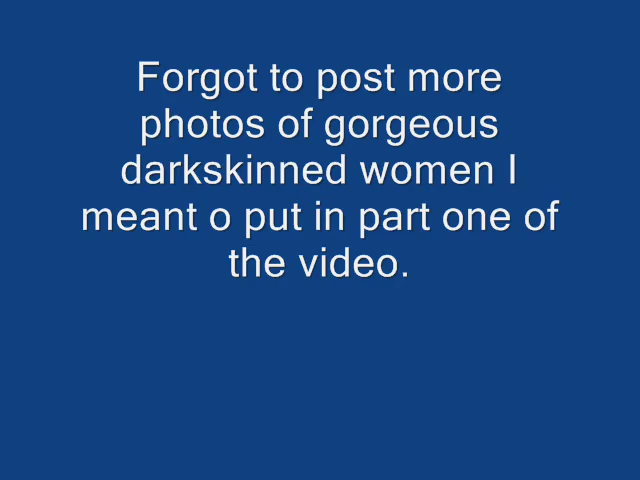 Forgot to post more
photos of gorgeous
darkskinned women I
meant o put in part one of
the video.